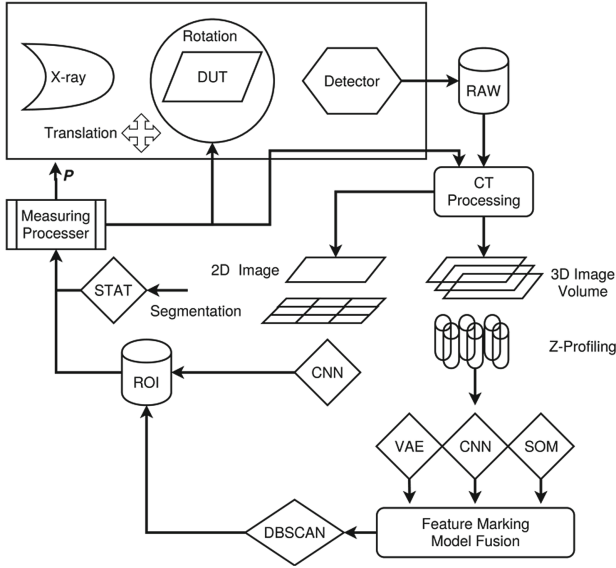 Rotation
X-ray
DUT
Detector
RAW
Translation
P
CT
Processing
Measuring
Processer
2D Image
3D Image
Volume
STAT
Segmentation
Z-Profiling
ROI
CNN
VAE
CNN
SOM
DBSCAN
Feature Marking
Model Fusion